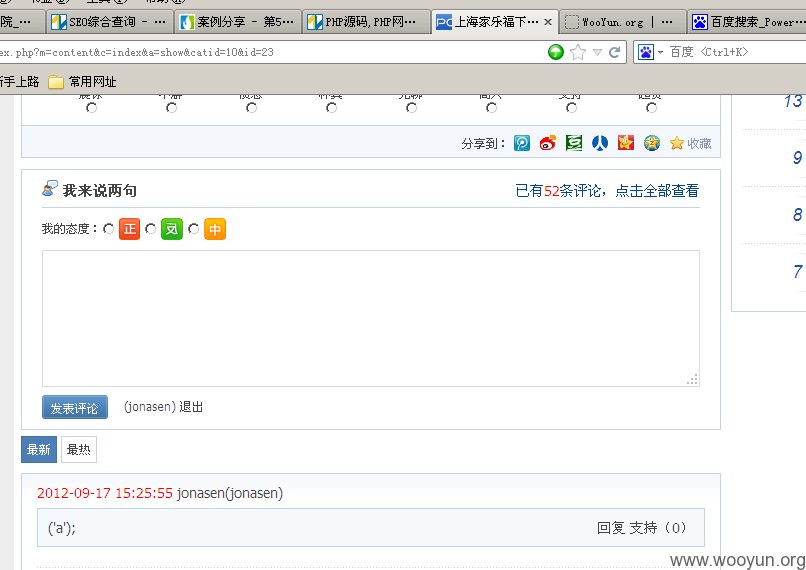 院_…
SEO综合查询 - …
案例分享 - 第5…
PHP源码,PHP网…
上海家乐福下…
WooYun.org | …
百度搜索_Power…
ex.php?m=content&c=index&a=show&catid=10&id=23
百度 <Ctrl+K>
新手上路
常用网址
分享到：
收藏
13
9
8
7
我来说两句
已有52条评论，点击全部查看
我的态度：
正
反
中
发表评论
(jonasen) 退出
最新
最热
2012-09-17 15:25:55 jonasen(jonasen)
('a');
回复 支持（0）
www.wooyun.org